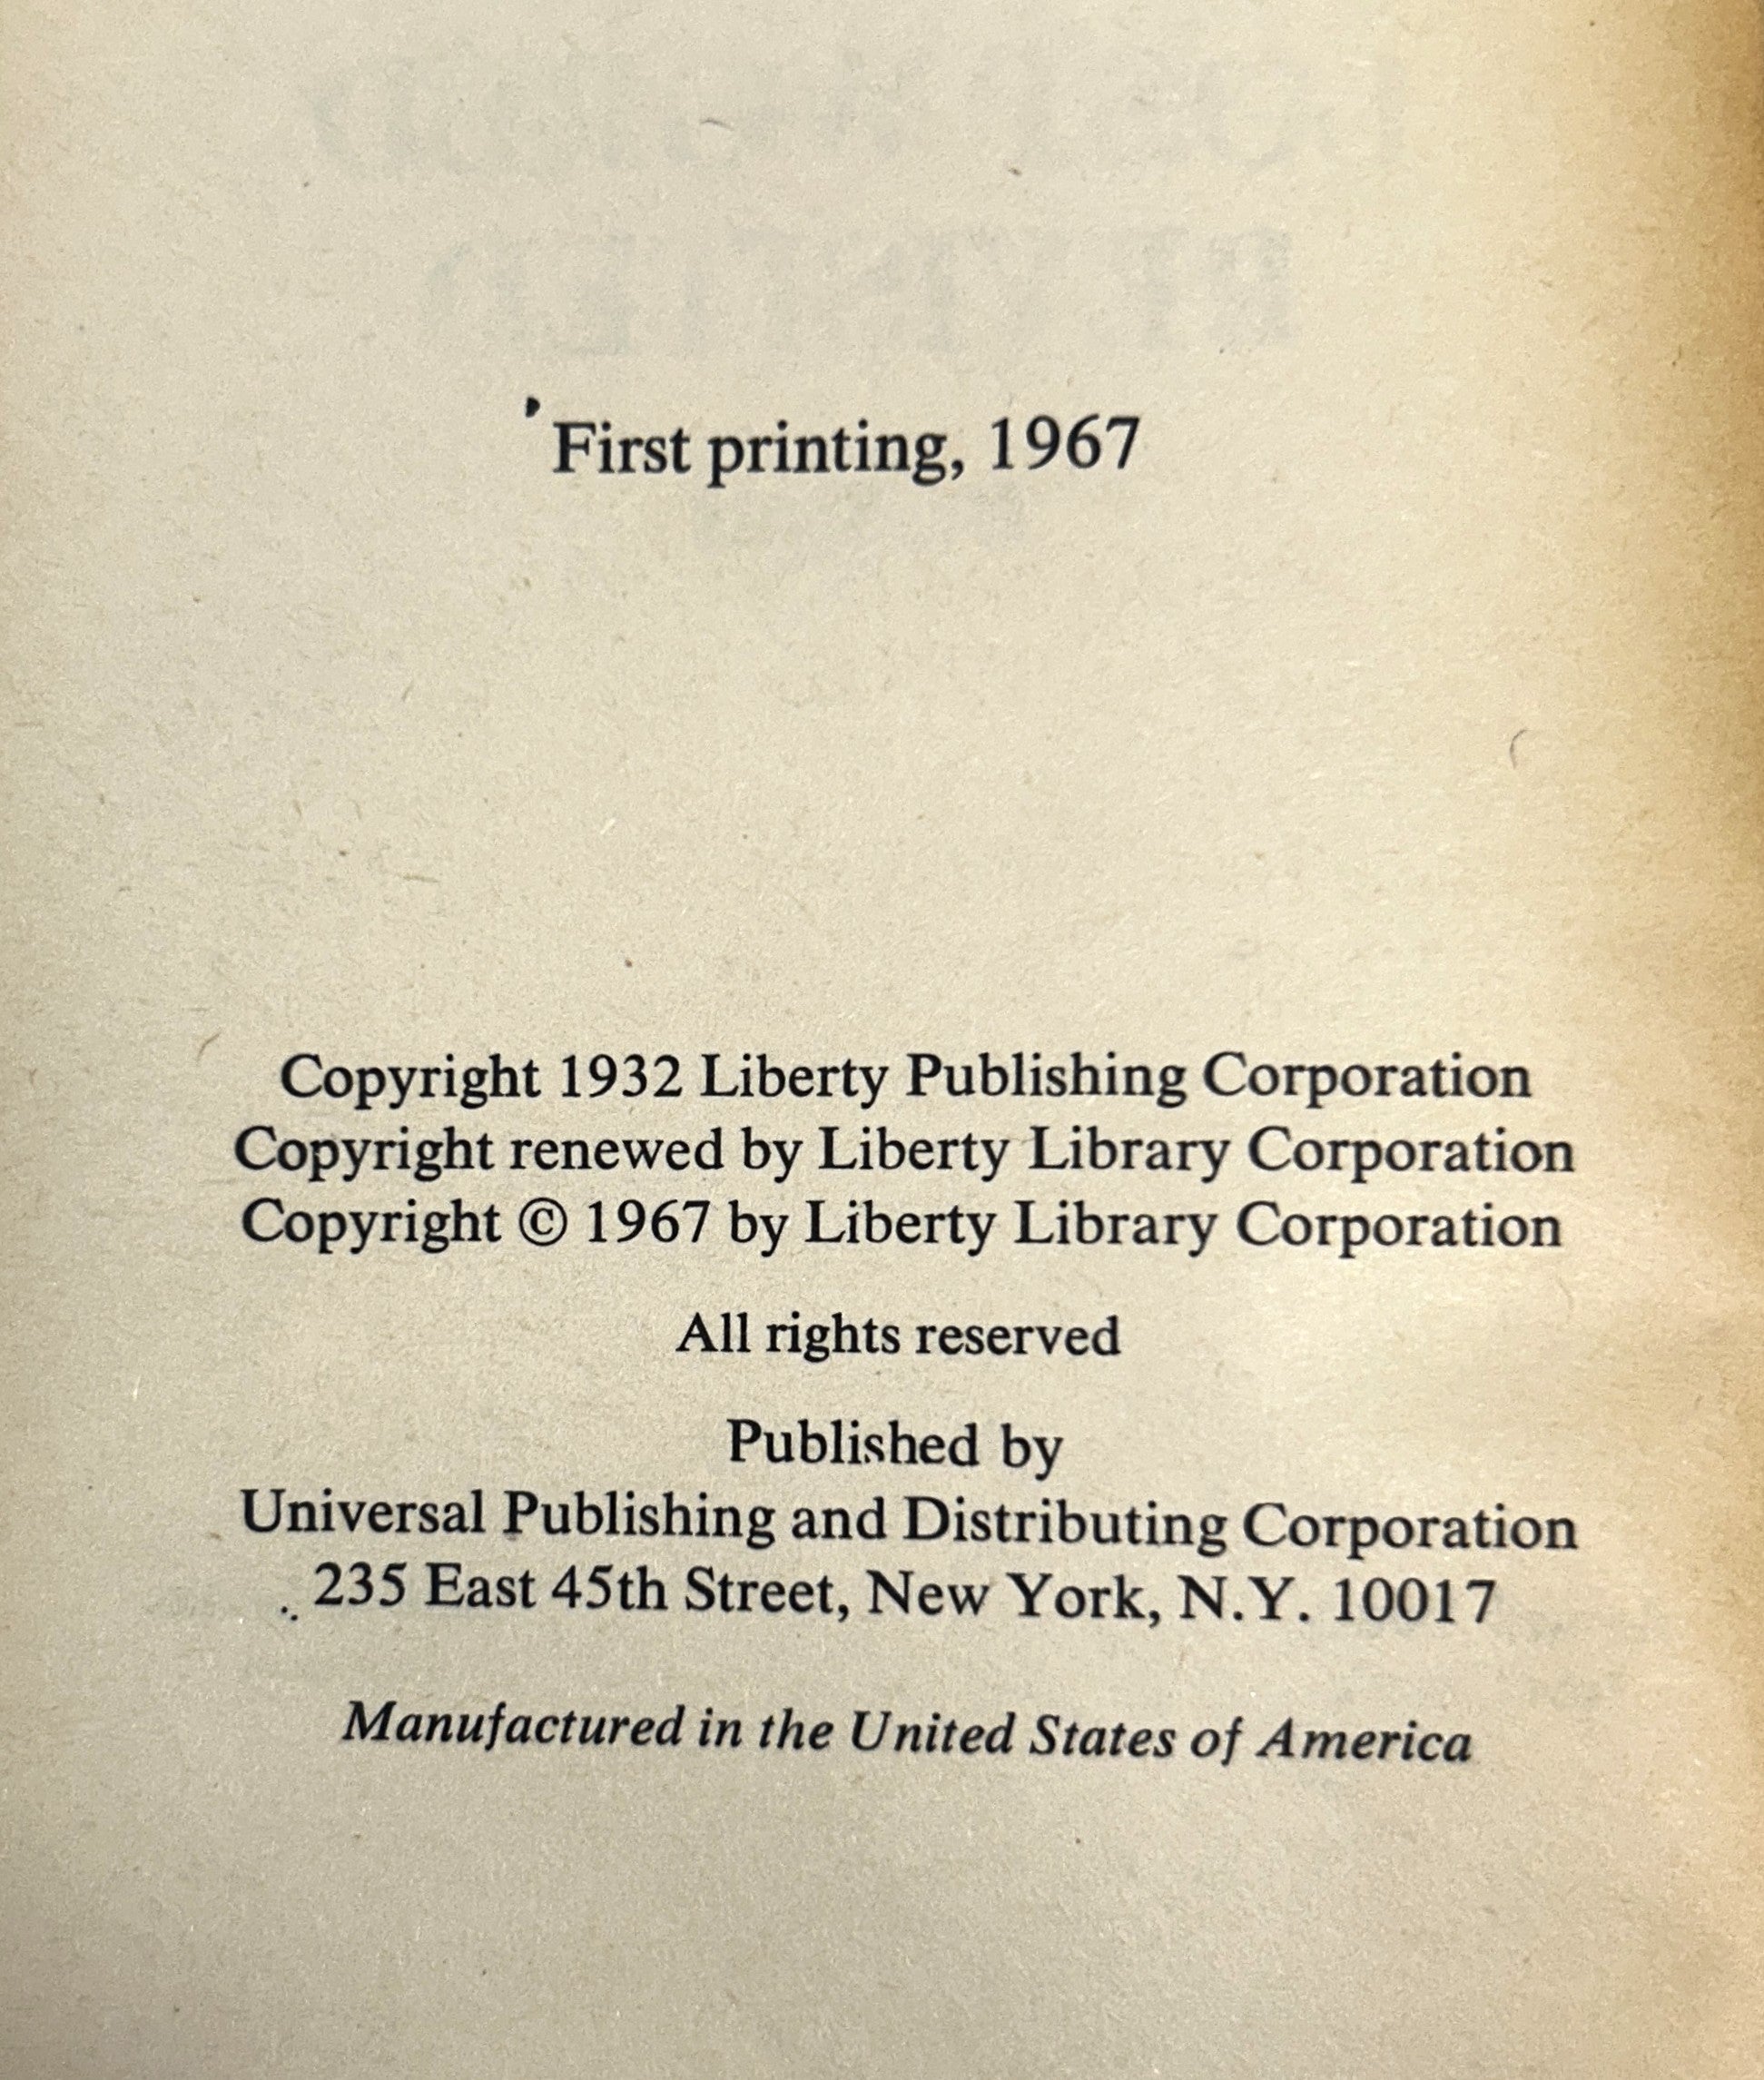 First printing, 1967
Copyright 1932 Liberty Publishing Corporation
Copyright renewed by Liberty Library Corporation
Copyright © 1967 by Liberty Library Corporation
All rights reserved
Published by
Universal Publishing and Distributing Corporation
235 East 45th Street, New York, N.Y. 10017
Manufactured in the United States of America